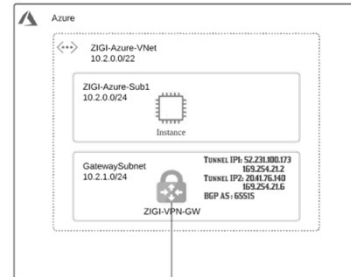 Azure
ZIGI-Azure-VNet
10.2.0.0/22
ZIGI-Azure-Sub1
10.2.0.0/24
Instance
GatewaySubnet
10.2.1.0/24
Tunnel IP1: 52.231.100.173
169.254.21.2
Tunnel IP2: 20.41.76.140
169.254.21.6
BGP AS : 65515
ZIGI-VPN-GW